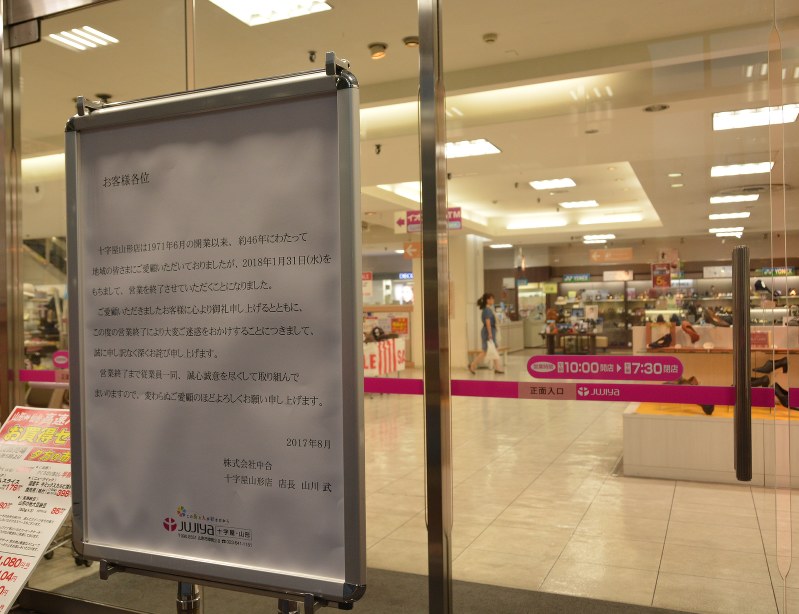 お客様各位
十字屋山形店は1971年6月の開業以来、約46年にわたって
地域の皆さまにご愛顧いただいておりましたが、2018年1月31日(水)を
もちまして、営業を終了させていただくことになりました。
ご愛顧いただきましたお客様に心より御礼申し上げるとともに、
この度の営業終了により大変ご迷惑をおかけすることにつきまして、
誠に申し訳なく深くお詫び申し上げます。
営業終了まで従業員一同、誠心誠意を尽くして取り組んで
まいりますので、変わらぬご愛顧のほどよろしくお願い申し上げます。
2017年8月
株式会社中合
十字屋山形店 店長 山川 武
JUJIYA 十字屋・山形
イオン ATM
YONEX
営業時間 10:00開店 7:30閉店
正面入口 JUJIYA
お買得